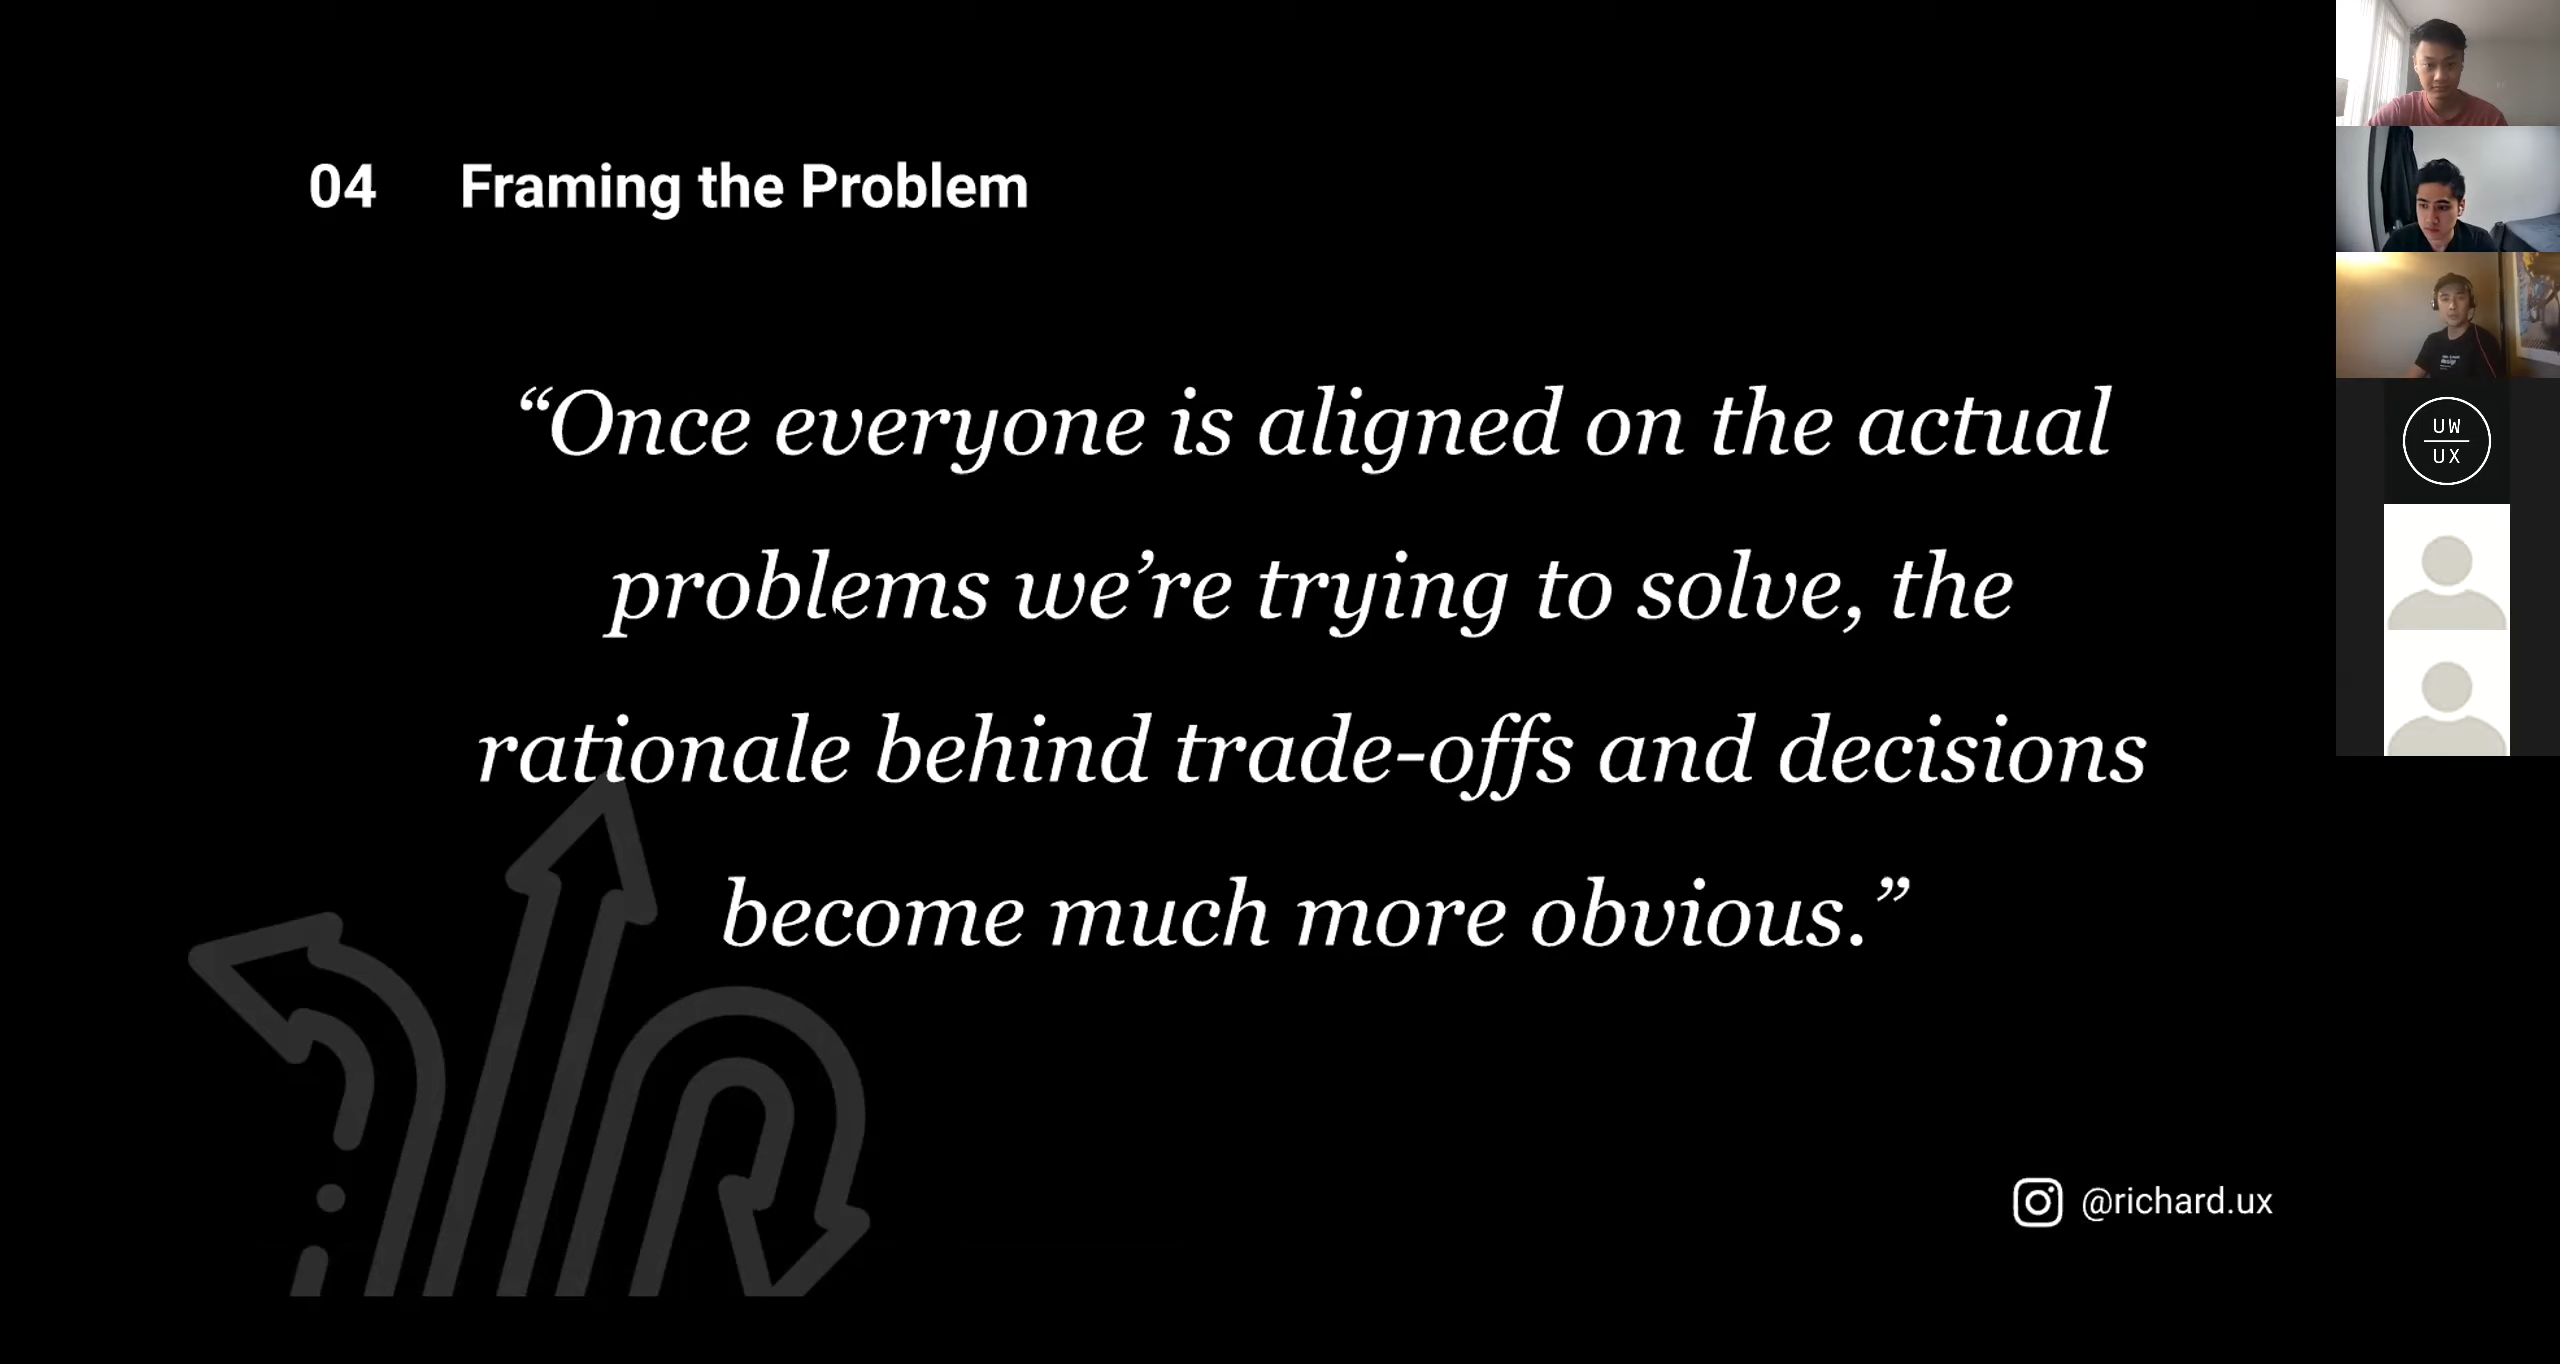 04 Framing the Problem
“Once everyone is aligned on the actual
problems we’re trying to solve, the
rationale behind trade-offs and decisions
become much more obvious.”
@richard.ux
UW
UX